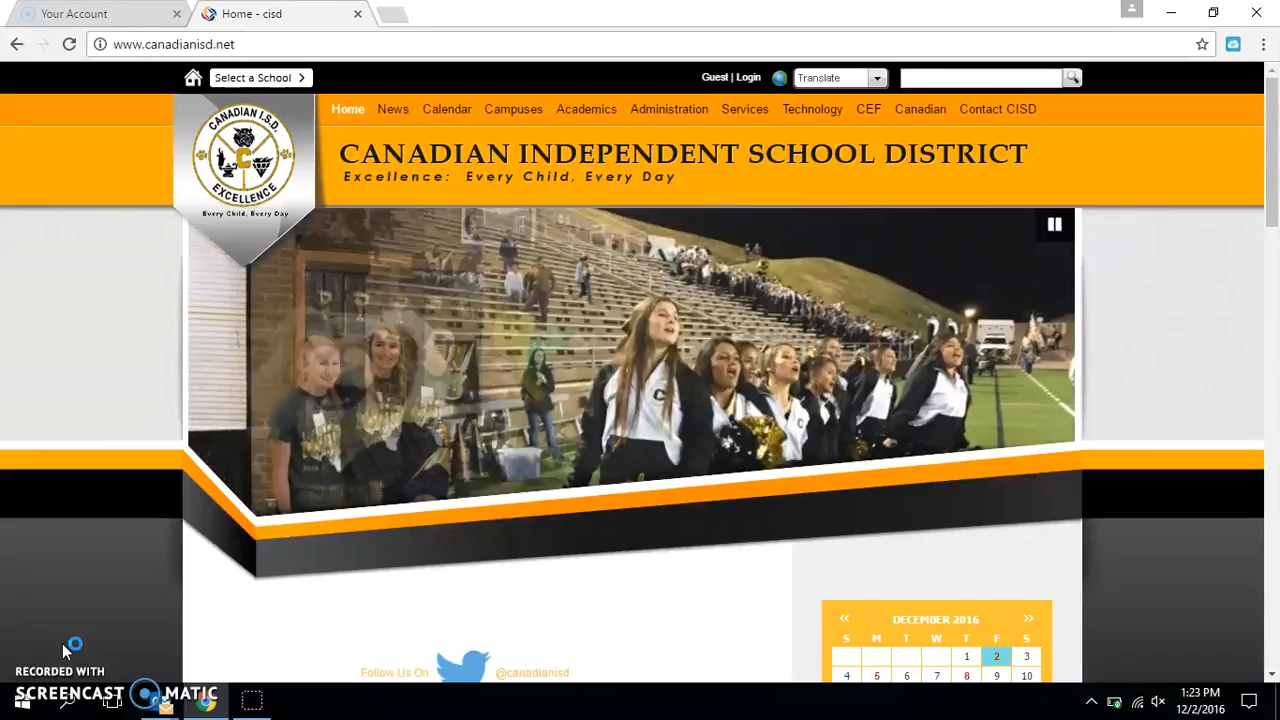 Your Account
Home - cisd
www.canadianisd.net
Select a School
Guest | Login
Translate
Home News Calendar Campuses Academics Administration Services Technology CEF Canadian Contact CISD
CANADIAN I.S.D.
C
EXCELLENCE
Every Child, Every Day
CANADIAN INDEPENDENT SCHOOL DISTRICT
Excellence: Every Child, Every Day
C
C
« DECEMBER 2016 »
S M T W T F S
1 2 3
4 5 6 7 8 9 10
Follow Us On @canadianisd
RECORDED WITH
SCREENCAST MATIC
1:23 PM
12/2/2016